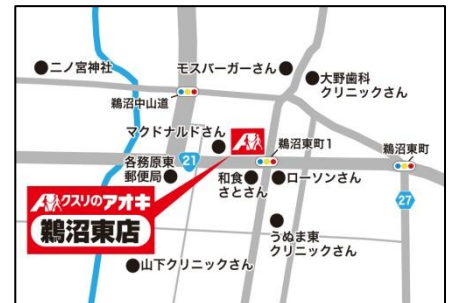 二ノ宮神社
モスバーガーさん
大野歯科
クリニックさん
鵜沼中山道
マクドナルドさん
鵜沼東町1
鵜沼東町
各務原東
郵便局
21
和食
さとさん
ローソンさん
27
クスリのアオキ
鵜沼東店
うぬま東
クリニックさん
山下クリニックさん